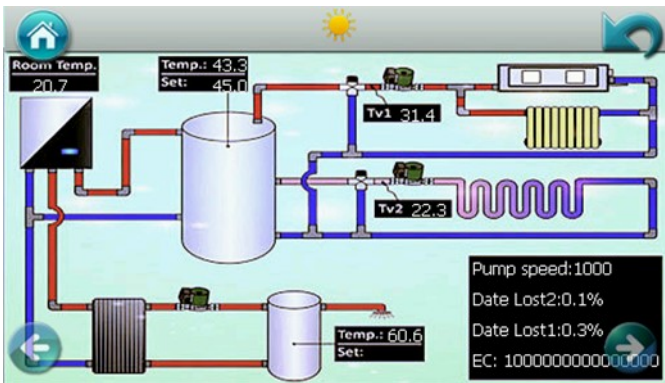 Room Temp.
20.7
Temp.: 43.3
Set: 45.0
Tv1 31.4
Tv2 22.3
Pump speed:1000
Date Lost2:0.1%
Date Lost1:0.3%
Temp.: 60.6
Set:
EC: 1000000000000000